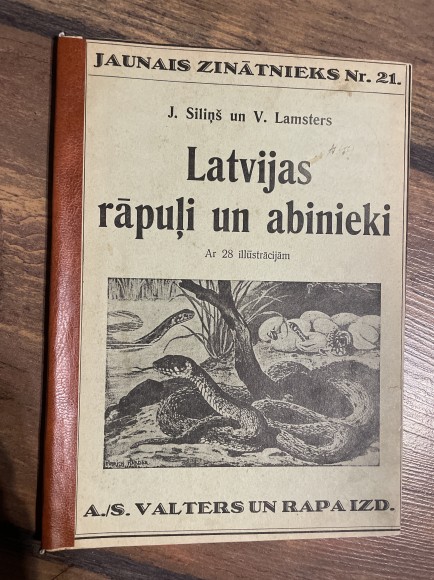 JAUNAIS ZINĀTNIEKS Nr. 21.
J. Siliņš un V. Lamsters
Latvijas
rāpuļi un abinieki
Ar 28 illūstrācijām
A./S. VALTERS UN RAPA IZD.